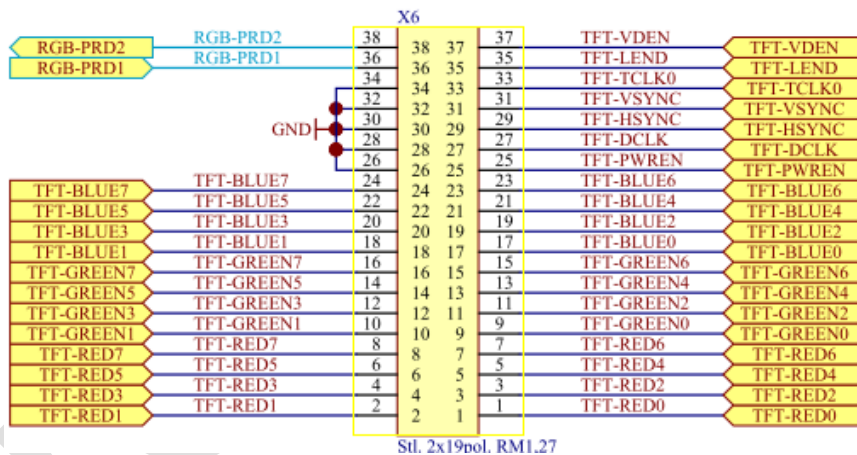 X6
RGB-PRD2 RGB-PRD2 38 38 37 37 TFT-VDEN TFT-VDEN
RGB-PRD1 RGB-PRD1 36 36 35 35 TFT-LEND TFT-LEND
34 34 33 33 TFT-TCLK0 TFT-TCLK0
32 32 31 31 TFT-VSYNC TFT-VSYNC
GND 30 30 29 29 TFT-HSYNC TFT-HSYNC
28 28 27 27 TFT-DCLK TFT-DCLK
26 26 25 25 TFT-PWREN TFT-PWREN
TFT-BLUE7 TFT-BLUE7 24 24 23 23 TFT-BLUE6 TFT-BLUE6
TFT-BLUE5 TFT-BLUE5 22 22 21 21 TFT-BLUE4 TFT-BLUE4
TFT-BLUE3 TFT-BLUE3 20 20 19 19 TFT-BLUE2 TFT-BLUE2
TFT-BLUE1 TFT-BLUE1 18 18 17 17 TFT-BLUE0 TFT-BLUE0
TFT-GREEN7 TFT-GREEN7 16 16 15 15 TFT-GREEN6 TFT-GREEN6
TFT-GREEN5 TFT-GREEN5 14 14 13 13 TFT-GREEN4 TFT-GREEN4
TFT-GREEN3 TFT-GREEN3 12 12 11 11 TFT-GREEN2 TFT-GREEN2
TFT-GREEN1 TFT-GREEN1 10 10 9 9 TFT-GREEN0 TFT-GREEN0
TFT-RED7 TFT-RED7 8 8 7 7 TFT-RED6 TFT-RED6
TFT-RED5 TFT-RED5 6 6 5 5 TFT-RED4 TFT-RED4
TFT-RED3 TFT-RED3 4 4 3 3 TFT-RED2 TFT-RED2
TFT-RED1 TFT-RED1 2 2 1 1 TFT-RED0 TFT-RED0
Stl. 2x19pol. RM1,27